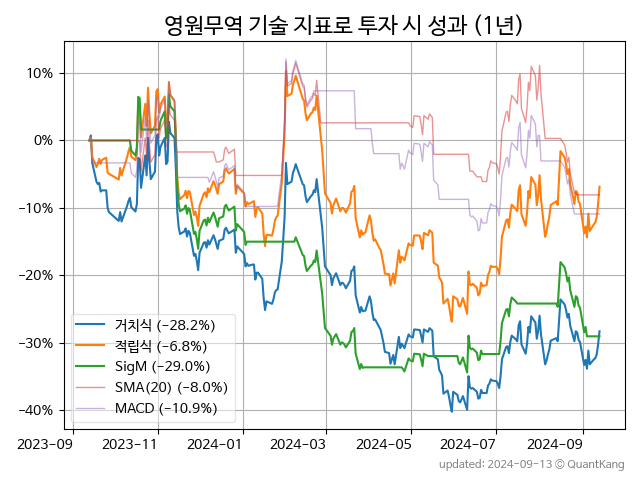 영원무역 기술 지표로 투자 시 성과 (1년)
10%
0%
−10%
−20%
−30%
−40%
거치식 (−28.2%)
적립식 (−6.8%)
SigM (−29.0%)
SMA(20) (−8.0%)
MACD (−10.9%)
2023-09
2023-11
2024-01
2024-03
2024-05
2024-07
2024-09
updated: 2024-09-13 © QuantKang